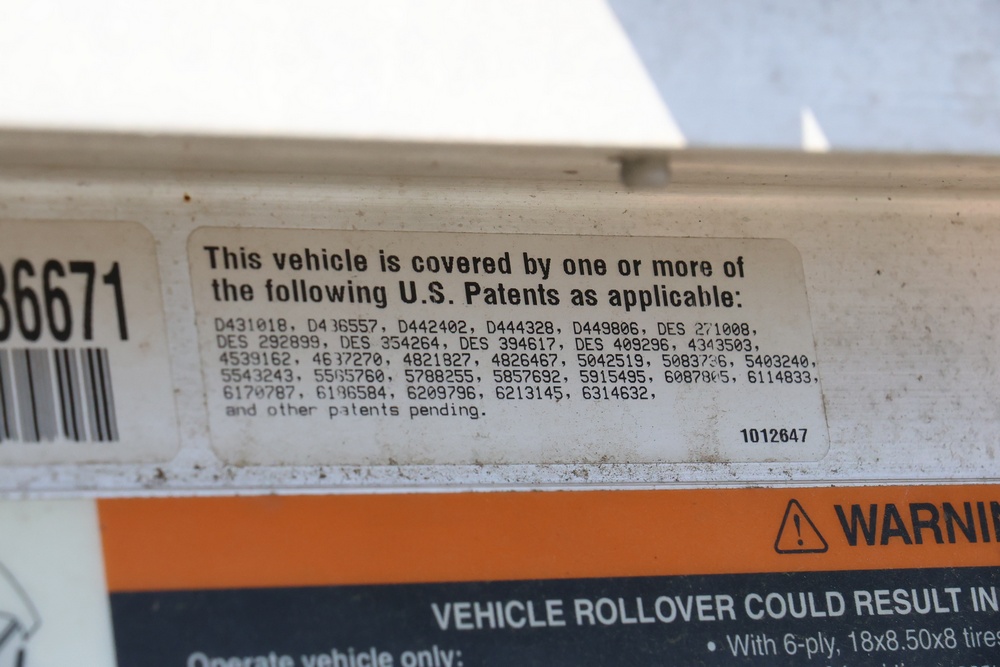 36671
This vehicle is covered by one or more of
the following U.S. Patents as applicable:
D431018, D436557, D442402, D444328, D449806, DES 271008,
DES 292899, DES 354264, DES 394617, DES 409296, 4343503,
4539162, 4637270, 4821827, 4826467, 5042519, 5083736, 5403240,
5543243, 5565760, 5788255, 5857692, 5915495, 6087805, 6114833,
6170787, 6186584, 6209796, 6213145, 6314632,
and other patents pending.
1012647
WARNIN
VEHICLE ROLLOVER COULD RESULT IN
• With 6-ply, 18x8.50x8 tires
Operate vehicle only: